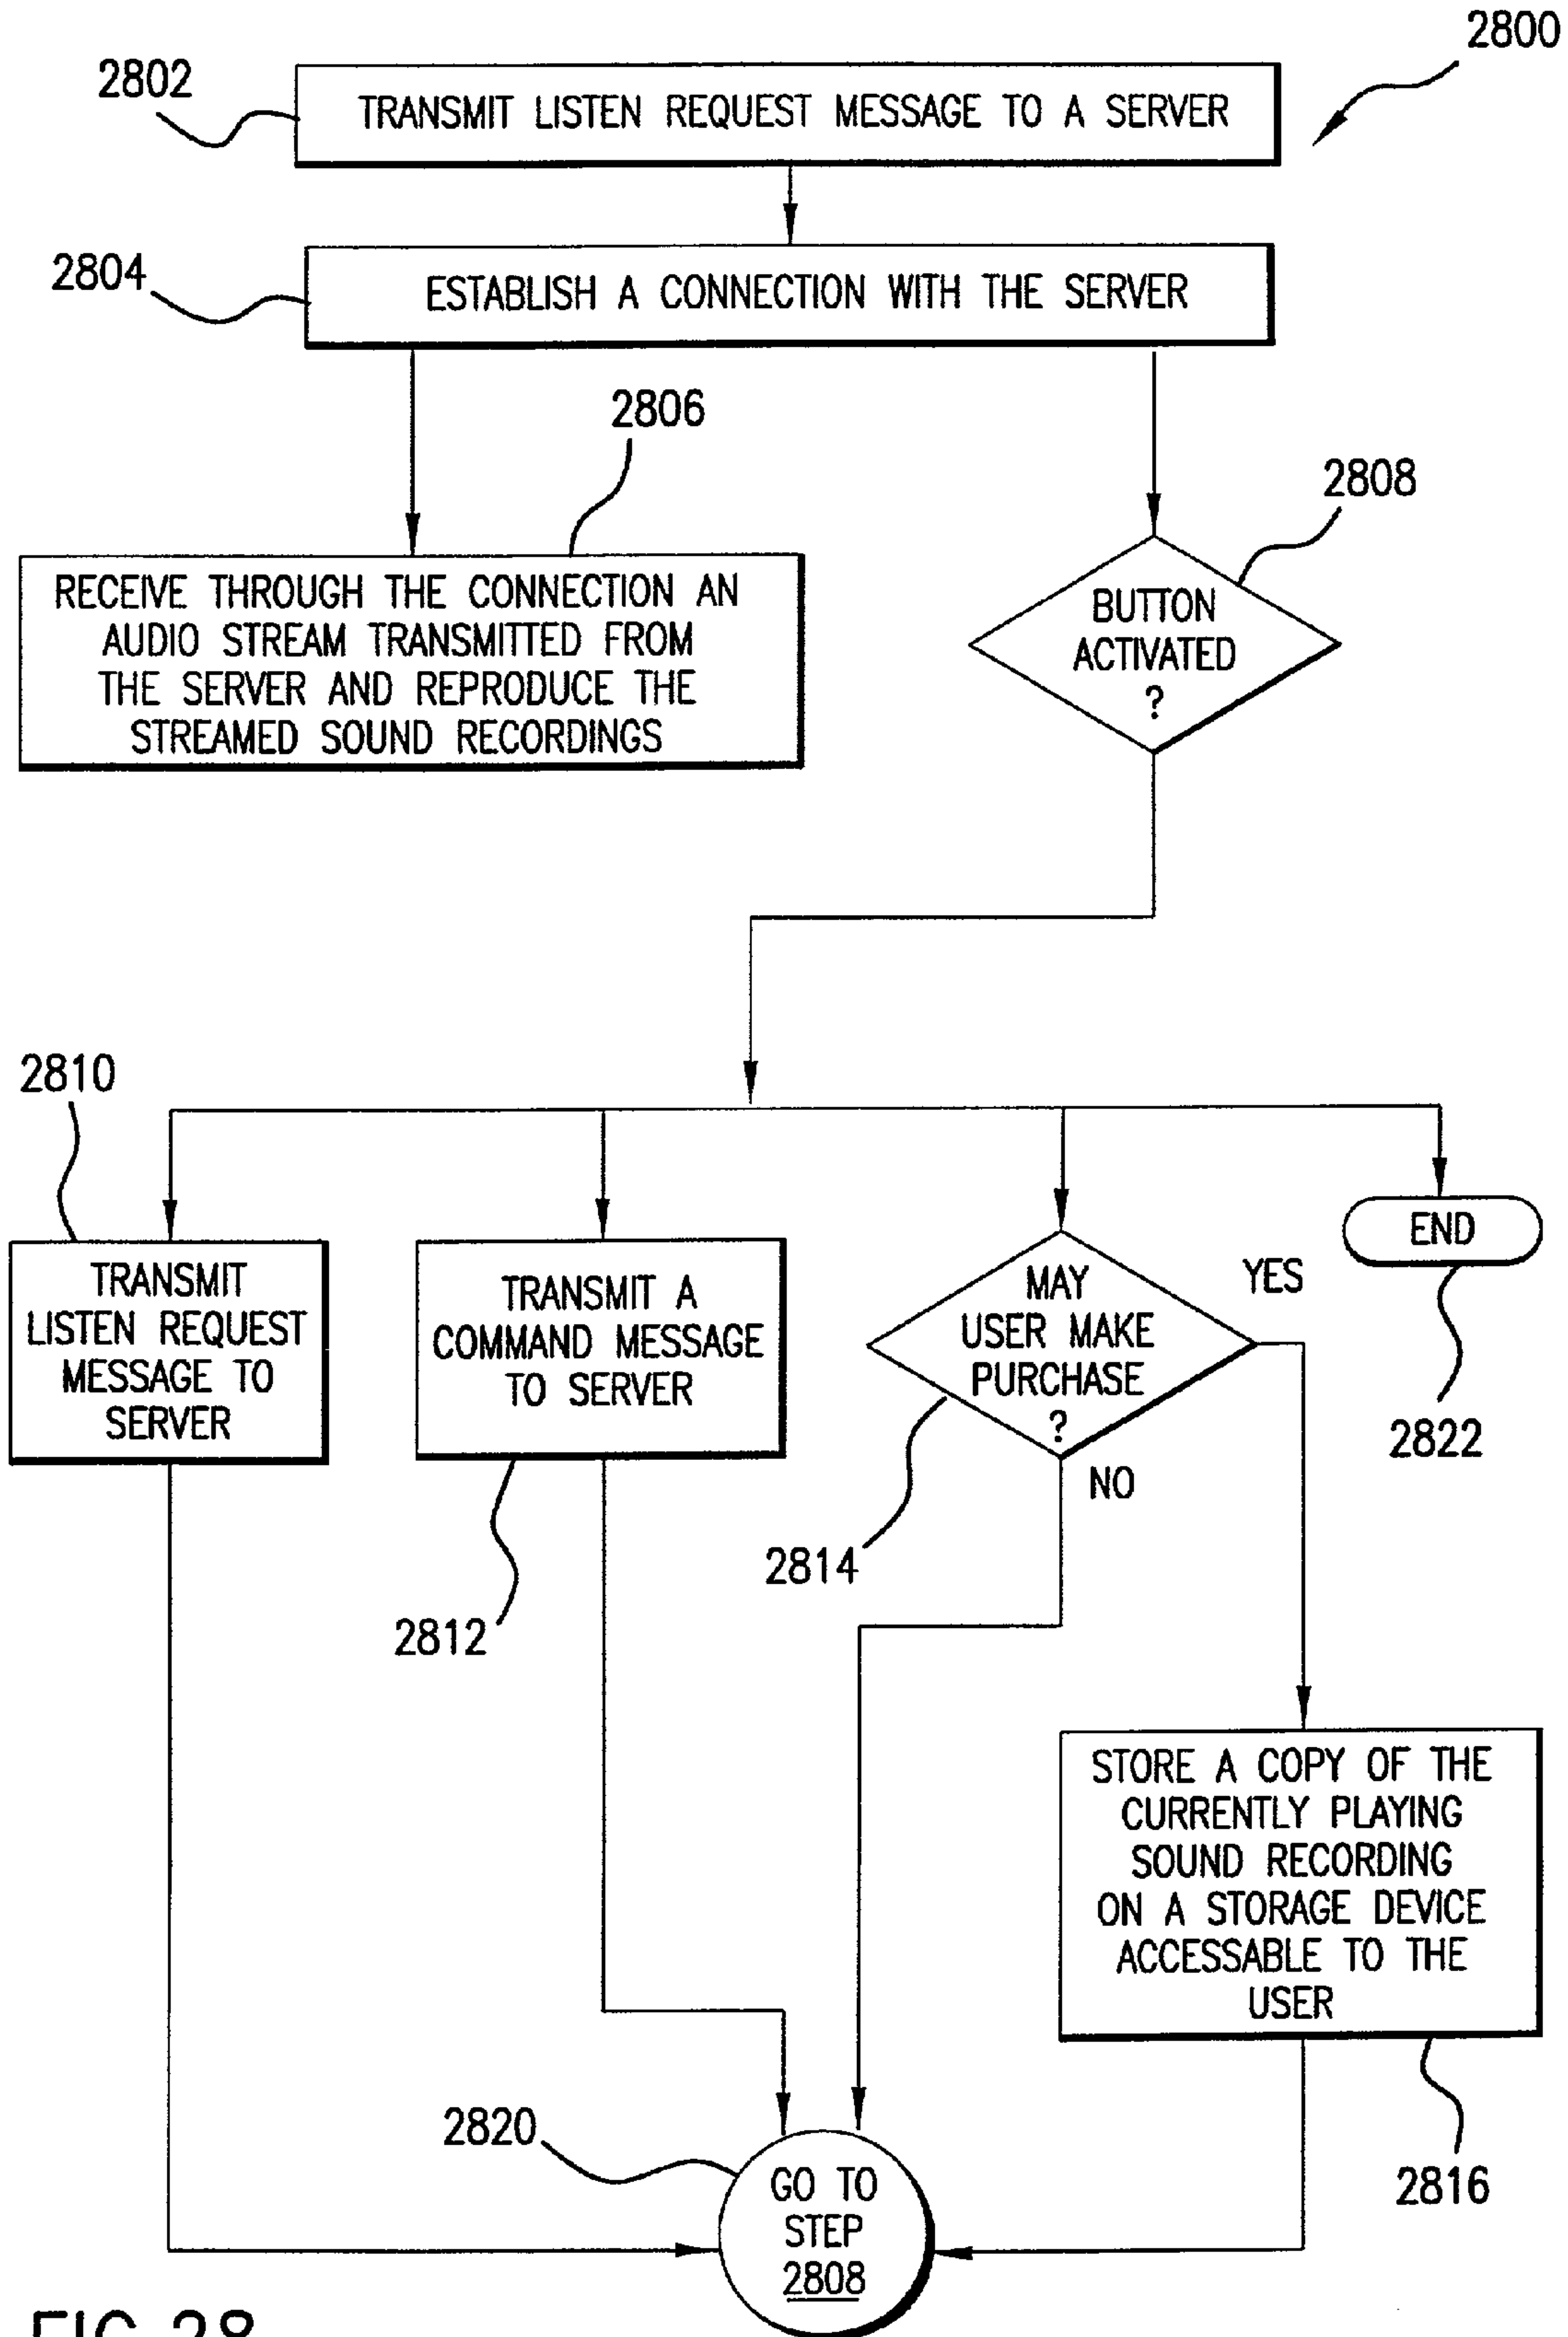 2800
2802
TRANSMIT LISTEN REQUEST MESSAGE TO A SERVER
2804
ESTABLISH A CONNECTION WITH THE SERVER
2806
2808
RECEIVE THROUGH THE CONNECTION AN
AUDIO STREAM TRANSMITTED FROM
THE SERVER AND REPRODUCE THE
STREAMED SOUND RECORDINGS
BUTTON
ACTIVATED
?
2810
TRANSMIT
LISTEN REQUEST
MESSAGE TO
SERVER
TRANSMIT A
COMMAND MESSAGE
TO SERVER
2812
MAY
USER MAKE
PURCHASE
?
YES
NO
2814
END
2822
STORE A COPY OF THE
CURRENTLY PLAYING
SOUND RECORDING
ON A STORAGE DEVICE
ACCESSABLE TO THE
USER
2816
2820
GO TO
STEP
2808
FIG.28